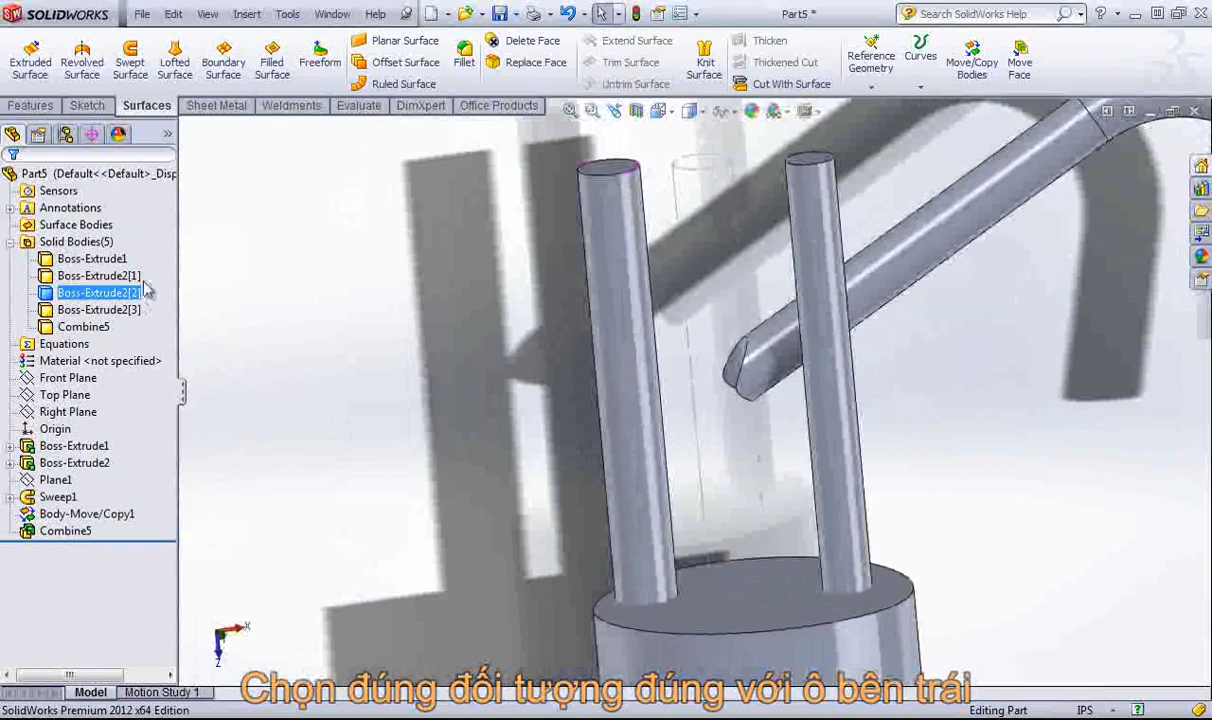 SOLIDWORKS File Edit View Insert Tools Window Help Part5 * Search SolidWorks Help
Extruded Surface
Revolved Surface
Swept Surface
Lofted Surface
Boundary Surface
Filled Surface
Freeform
Planar Surface
Offset Surface
Ruled Surface
Fillet
Delete Face
Replace Face
Extend Surface
Trim Surface
Untrim Surface
Knit Surface
Thicken
Thickened Cut
Cut With Surface
Reference Geometry
Curves
Move/Copy Bodies
Move Face
Features Sketch Surfaces Sheet Metal Weldments Evaluate DimXpert Office Products
Part5 (Default<<Default>_Disp
Sensors
Annotations
Surface Bodies
Solid Bodies(5)
Boss-Extrude1
Boss-Extrude2[1]
Boss-Extrude2[2]
Boss-Extrude2[3]
Combine5
Equations
Material <not specified>
Front Plane
Top Plane
Right Plane
Origin
Boss-Extrude1
Boss-Extrude2
Plane1
Sweep1
Body-Move/Copy1
Combine5
X
Z
Chọn đúng đối tượng đúng với ô bên trái
Model Motion Study 1
SolidWorks Premium 2012 x64 Edition Editing Part IPS